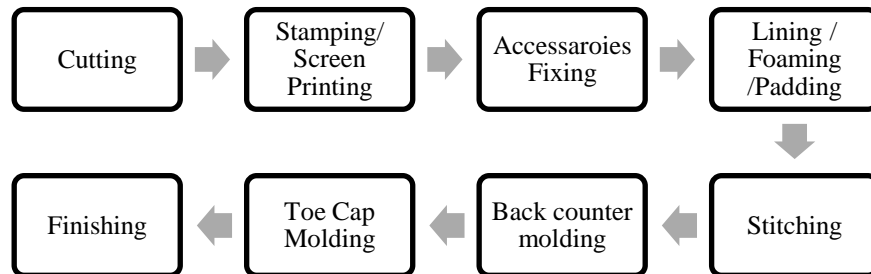 Cutting
Stamping/
Screen
Printing
Accessaroies
Fixing
Lining /
Foaming
/Padding
Stitching
Back counter
molding
Toe Cap
Molding
Finishing